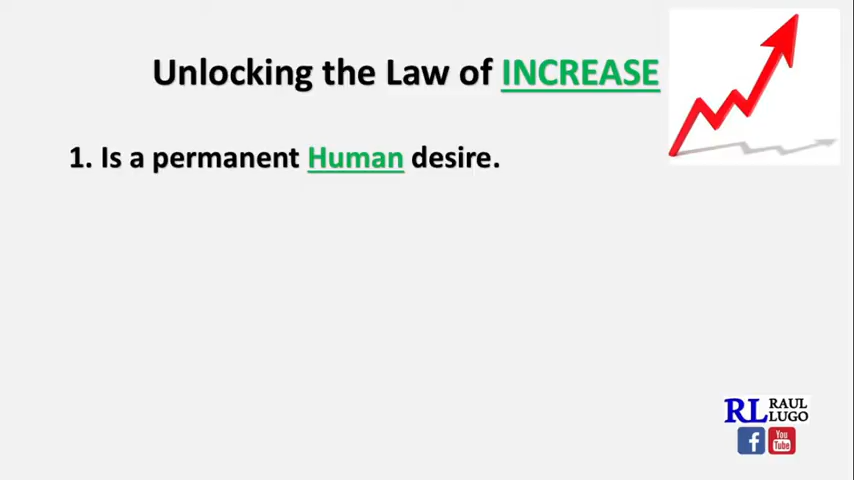 Unlocking the Law of INCREASE
1. Is a permanent Human desire.
RL RAUL
LUGO
f You
Tube